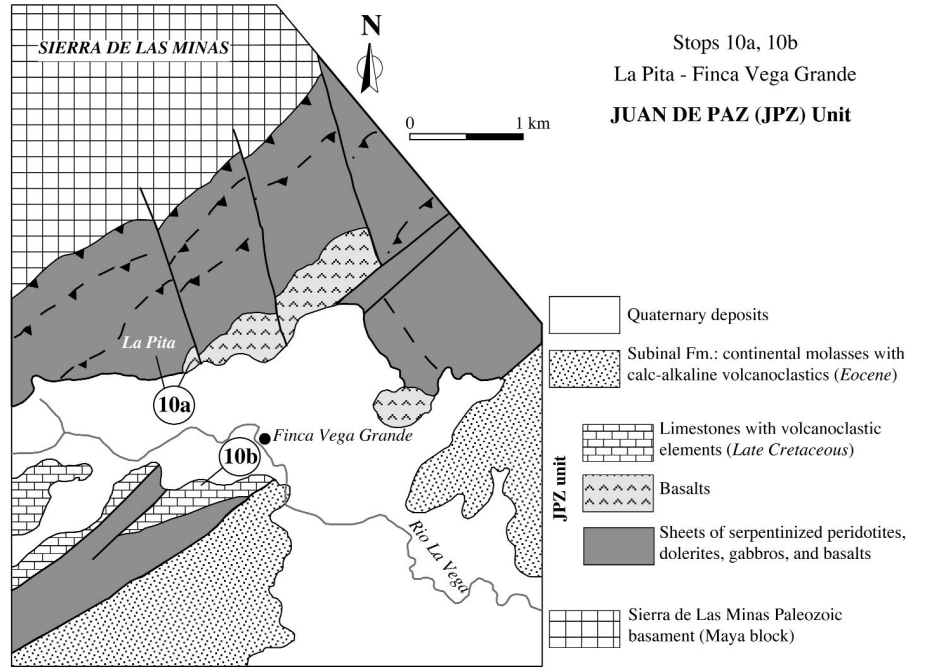 SIERRA DE LAS MINAS
N
0
1 km
Stops 10a, 10b
La Pita - Finca Vega Grande
JUAN DE PAZ (JPZ) Unit
La Pita
10a
Finca Vega Grande
10b
Rio La Vega
Quaternary deposits
Subinal Fm.: continental molasses with
calc-alkaline volcanoclastics (Eocene)
JPZ unit
Limestones with volcanoclastic
elements (Late Cretaceous)
Basalts
Sheets of serpentinized peridotites,
dolerites, gabbros, and basalts
Sierra de Las Minas Paleozoic
basament (Maya block)